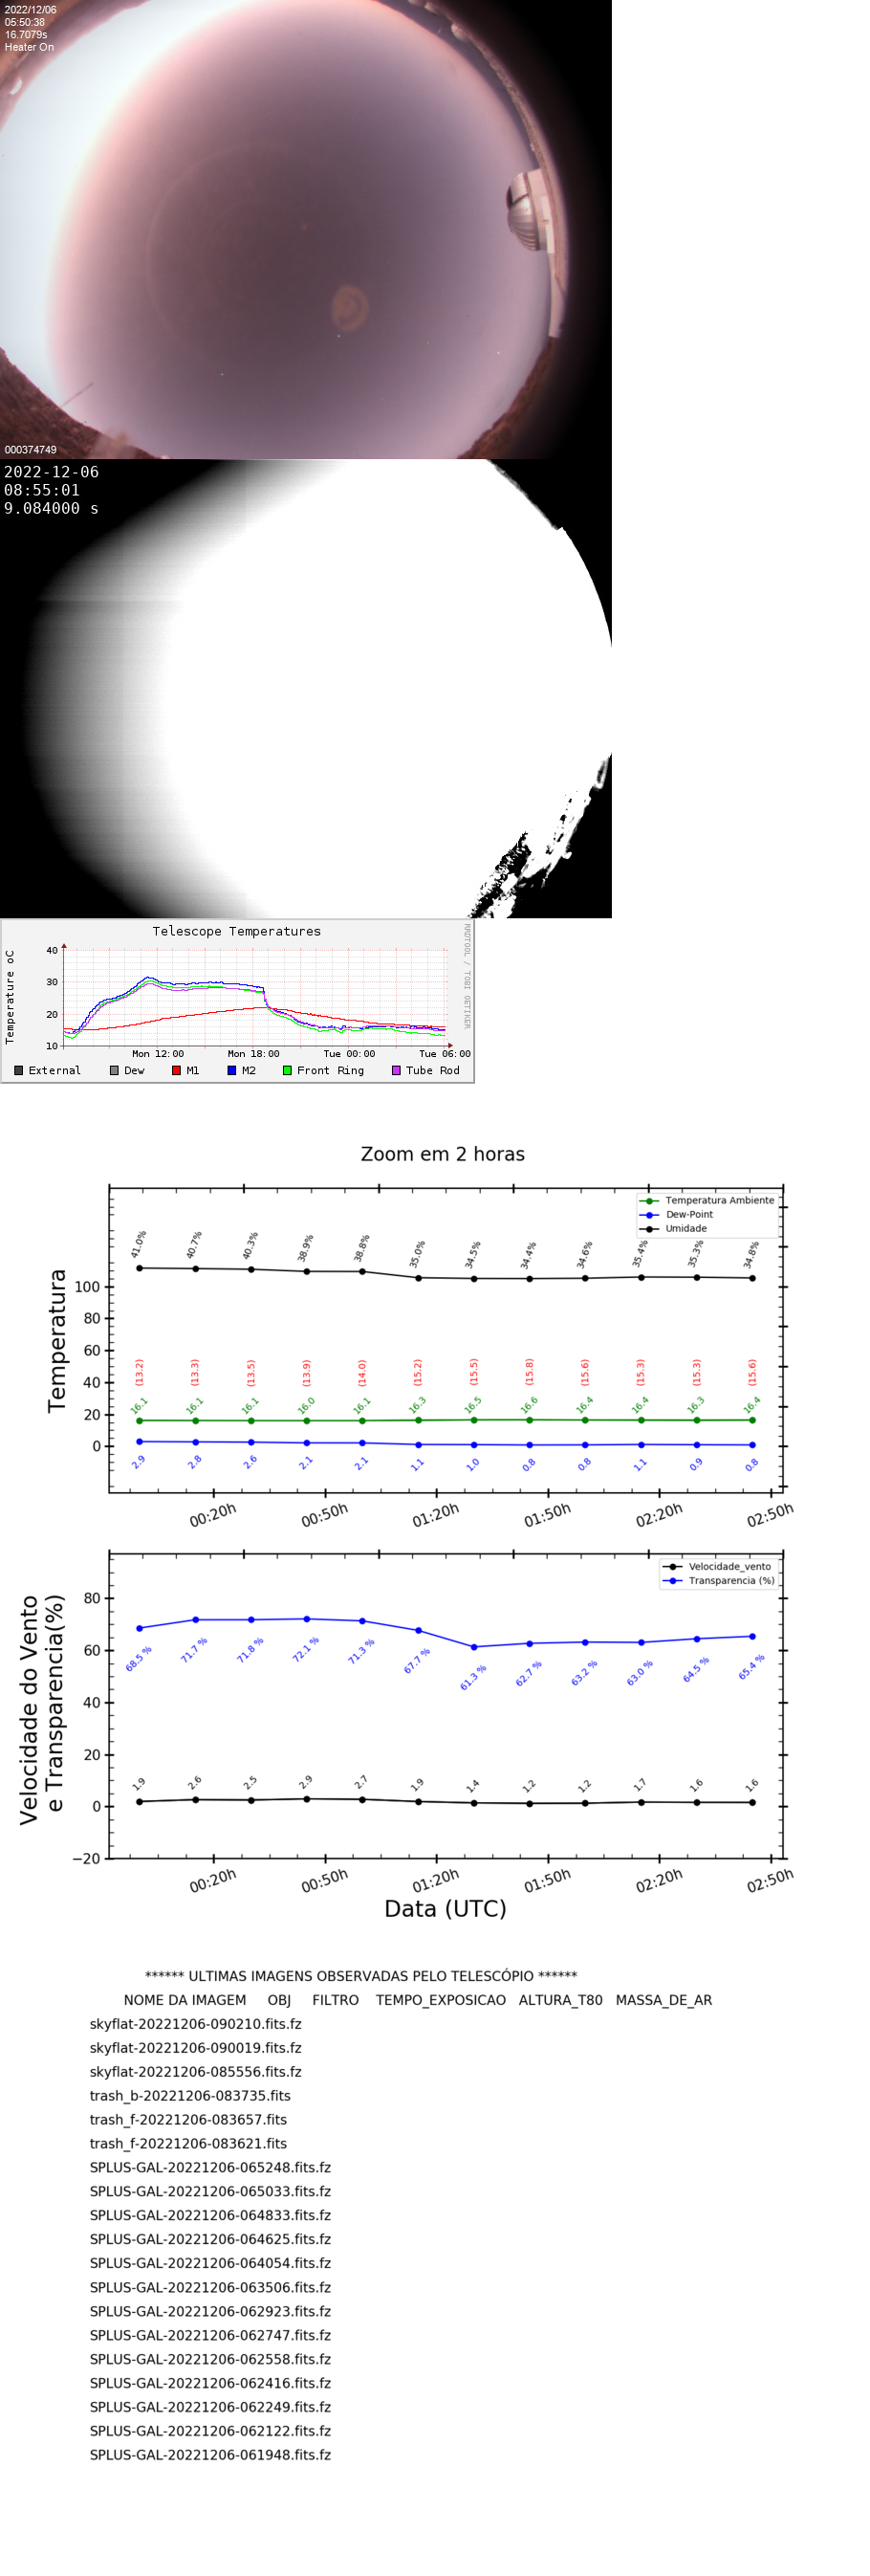 2022/12/06
05:50:38
16.7079s
Heater On
000374749
2022-12-06
08:55:01
9.084000 s
Telescope Temperatures
RRDTOOL / TOBI OETIKER
Temperature oC
40
30
20
10
Mon 12:00 Mon 18:00 Tue 00:00 Tue 06:00
External Dew M1 M2 Front Ring Tube Rod
Zoom em 2 horas
Temperatura Ambiente
Dew-Point
Umidade
41.0% 40.7% 40.3% 38.9% 38.8% 35.0% 34.5% 34.4% 34.6% 35.4% 35.3% 34.8%
Temperatura
100
80
60
40
20
0
(13.2) (13.3) (13.5) (13.9) (14.0) (15.2) (15.5) (15.8) (15.6) (15.3) (15.3) (15.6)
16.1 16.1 16.1 16.0 16.1 16.3 16.5 16.6 16.4 16.4 16.3 16.4
2.9 2.8 2.6 2.1 2.1 1.1 1.0 0.8 0.8 1.1 0.9 0.8
00:20h 00:50h 01:20h 01:50h 02:20h 02:50h
Velocidade_vento
Transparencia (%)
Velocidade do Vento
e Transparencia(%)
80
60
40
20
0
−20
68.5 % 71.7 % 71.8 % 72.1 % 71.3 % 67.7 % 61.3 % 62.7 % 63.2 % 63.0 % 64.5 % 65.4 %
1.9 2.6 2.5 2.9 2.7 1.9 1.4 1.2 1.2 1.7 1.6 1.6
00:20h 00:50h 01:20h 01:50h 02:20h 02:50h
Data (UTC)
****** ULTIMAS IMAGENS OBSERVADAS PELO TELESCÓPIO ******
NOME DA IMAGEM OBJ FILTRO TEMPO_EXPOSICAO ALTURA_T80 MASSA_DE_AR
skyflat-20221206-090210.fits.fz
skyflat-20221206-090019.fits.fz
skyflat-20221206-085556.fits.fz
trash_b-20221206-083735.fits
trash_f-20221206-083657.fits
trash_f-20221206-083621.fits
SPLUS-GAL-20221206-065248.fits.fz
SPLUS-GAL-20221206-065033.fits.fz
SPLUS-GAL-20221206-064833.fits.fz
SPLUS-GAL-20221206-064625.fits.fz
SPLUS-GAL-20221206-064054.fits.fz
SPLUS-GAL-20221206-063506.fits.fz
SPLUS-GAL-20221206-062923.fits.fz
SPLUS-GAL-20221206-062747.fits.fz
SPLUS-GAL-20221206-062558.fits.fz
SPLUS-GAL-20221206-062416.fits.fz
SPLUS-GAL-20221206-062249.fits.fz
SPLUS-GAL-20221206-062122.fits.fz
SPLUS-GAL-20221206-061948.fits.fz